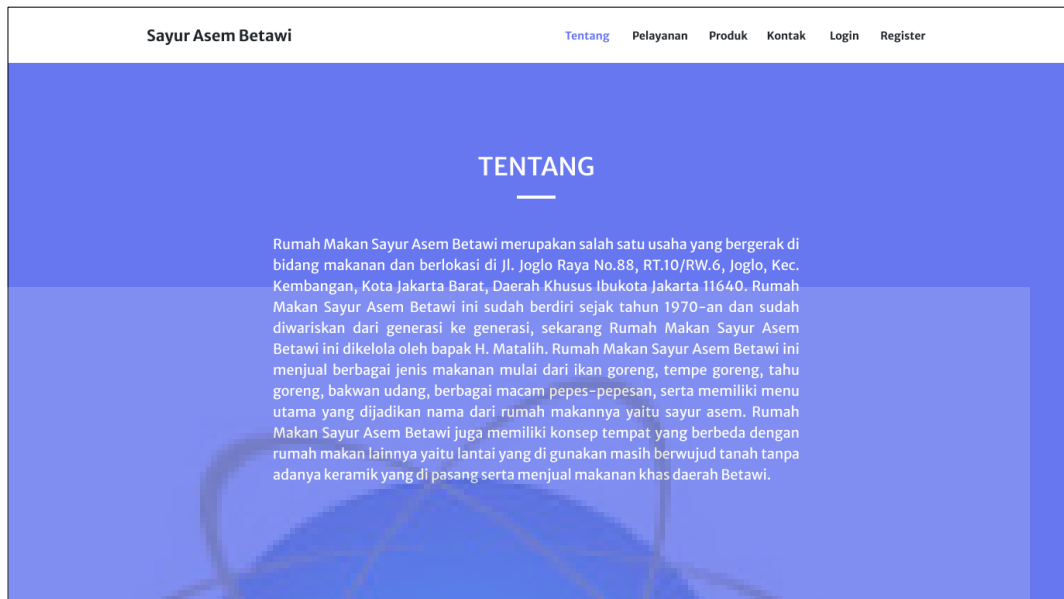 Sayur Asem Betawi
Tentang Pelayanan Produk Kontak Login Register
TENTANG
Rumah Makan Sayur Asem Betawi merupakan salah satu usaha yang bergerak di
bidang makanan dan berlokasi di Jl. Joglo Raya No.88, RT.10/RW.6, Joglo, Kec.
Kembangan, Kota Jakarta Barat, Daerah Khusus Ibukota Jakarta 11640. Rumah
Makan Sayur Asem Betawi ini sudah berdiri sejak tahun 1970-an dan sudah
diwariskan dari generasi ke generasi, sekarang Rumah Makan Sayur Asem
Betawi ini dikelola oleh bapak H. Matalih. Rumah Makan Sayur Asem Betawi ini
menjual berbagai jenis makanan mulai dari ikan goreng, tempe goreng, tahu
goreng, bakwan udang, berbagai macam pepes-pepesan, serta memiliki menu
utama yang dijadikan nama dari rumah makannya yaitu sayur asem. Rumah
Makan Sayur Asem Betawi juga memiliki konsep tempat yang berbeda dengan
rumah makan lainnya yaitu lantai yang di gunakan masih berwujud tanah tanpa
adanya keramik yang di pasang serta menjual makanan khas daerah Betawi.